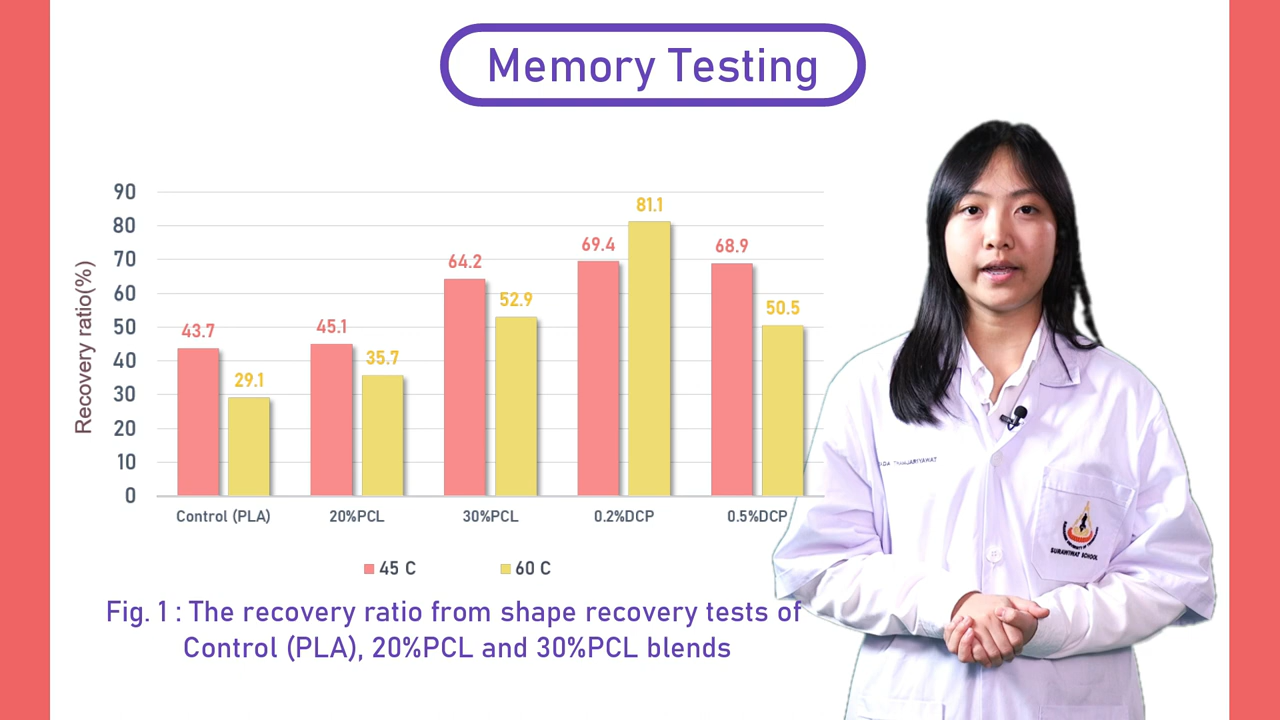 Memory Testing
90
80
70
60
50
40
30
20
10
0
Recovery ratio(%)
43.7
29.1
45.1
35.7
64.2
52.9
69.4
81.1
68.9
50.5
Control (PLA)
20%PCL
30%PCL
0.2%DCP
0.5%DCP
45 C
60 C
Fig. 1 : The recovery ratio from shape recovery tests of
Control (PLA), 20%PCL and 30%PCL blends
SURAWIWAT SCHOOL